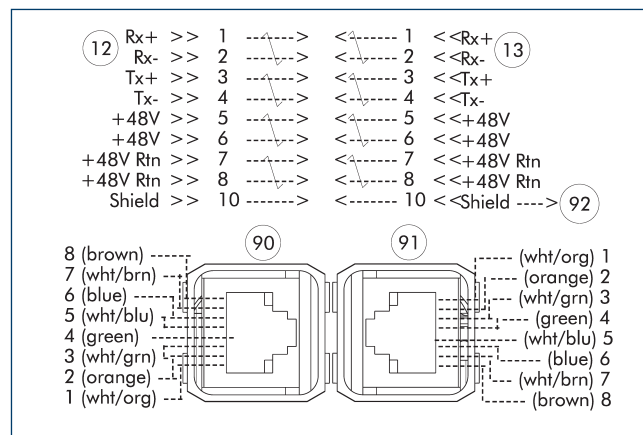 12 Rx+ >> 1 -----> <----- 1 <<Rx+ 13
Rx- >> 2 -----> <----- 2 <<Rx-
Tx+ >> 3 -----> <----- 3 <<Tx+
Tx- >> 4 -----> <----- 4 <<Tx-
+48V >> 5 -----> <----- 5 <<+48V
+48V >> 6 -----> <----- 6 <<+48V
+48V Rtn >> 7 -----> <----- 7 <<+48V Rtn
+48V Rtn >> 8 -----> <----- 8 <<+48V Rtn
Shield >> 10 -----> <----- 10 <<Shield ----> 92
90 91
8 (brown)
7 (wht/brn)
6 (blue)
5 (wht/blu)
4 (green)
3 (wht/grn)
2 (orange)
1 (wht/org)
(wht/org) 1
(orange) 2
(wht/grn) 3
(green) 4
(wht/blu) 5
(blue) 6
(wht/brn) 7
(brown) 8